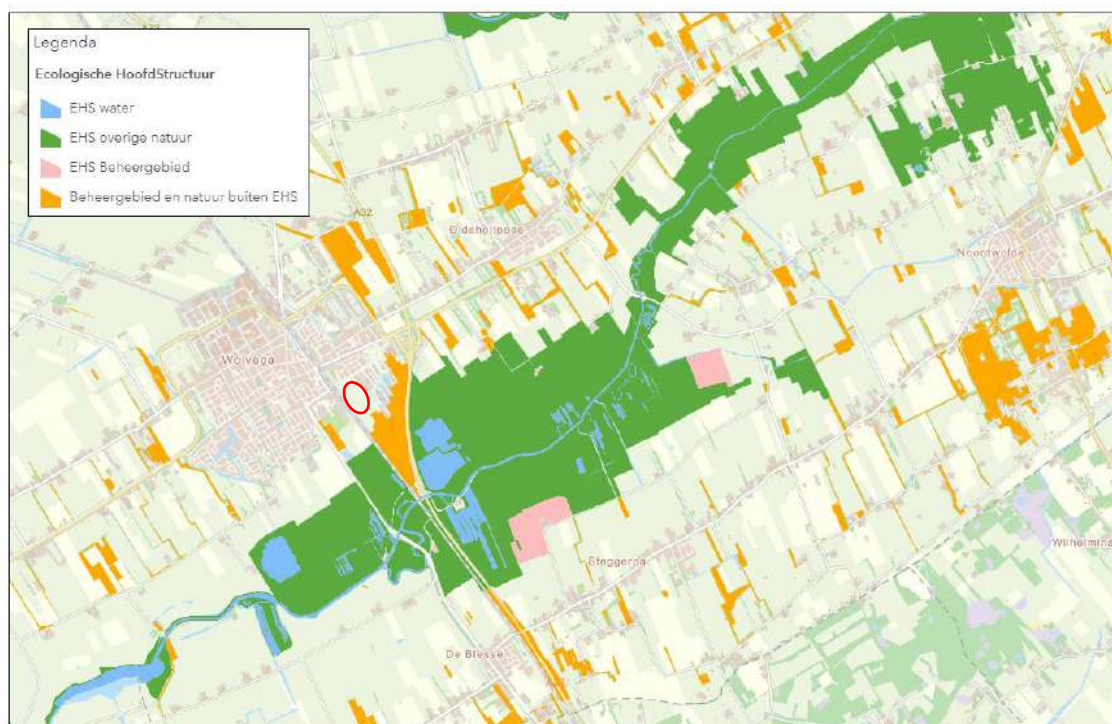 Legenda
Ecologische HoofdStructuur
EHS water
EHS overige natuur
EHS Beheergebied
Beheergebied en natuur buiten EHS
A32
Oldeholtpade
Noordwolde
Wolvega
Steggerda
Wilhelmina
De Blesse